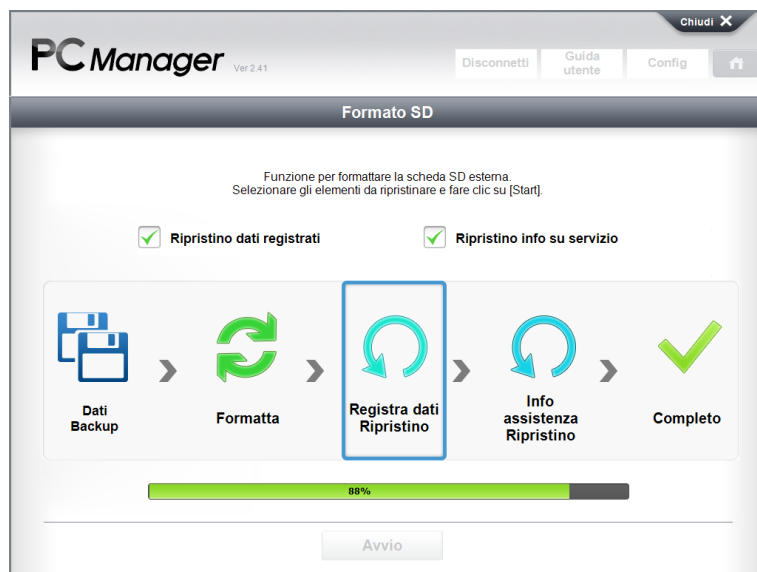 Chiudi X
PC Manager Ver 2.41
Disconnetti
Guida
utente
Config
Formato SD
Funzione per formattare la scheda SD esterna.
Selezionare gli elementi da ripristinare e fare clic su [Start].
Ripristino dati registrati
Ripristino info su servizio
Dati
Backup
Formatta
Registra dati
Ripristino
Info
assistenza
Ripristino
Completo
88%
Avvio